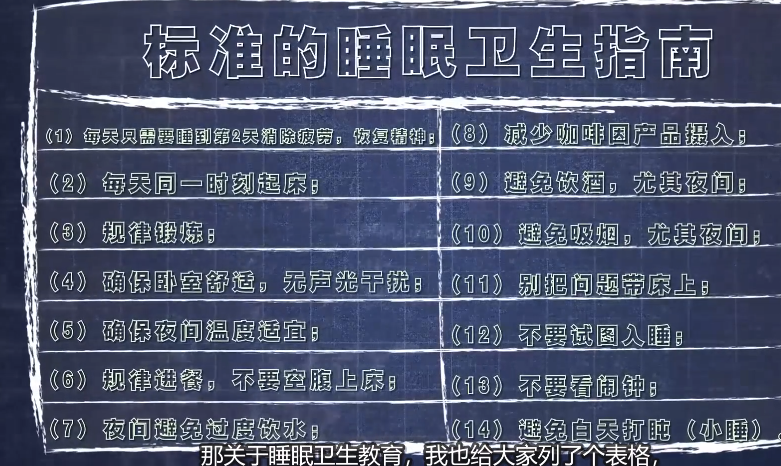 标准的睡眠卫生指南
（1）每天只需要睡到第2天消除疲劳，恢复精神；
（2）每天同一时刻起床；
（3）规律锻炼；
（4）确保卧室舒适，无声光干扰；
（5）确保夜间温度适宜；
（6）规律进餐，不要空腹上床；
（7）夜间避免过度饮水；
（8）减少咖啡因产品摄入；
（9）避免饮酒，尤其夜间；
（10）避免吸烟，尤其夜间；
（11）别把问题带床上；
（12）不要试图入睡；
（13）不要看闹钟；
（14）避免白天打盹（小睡）。
那关于睡眠卫生教育，我也给大家列了个表格，